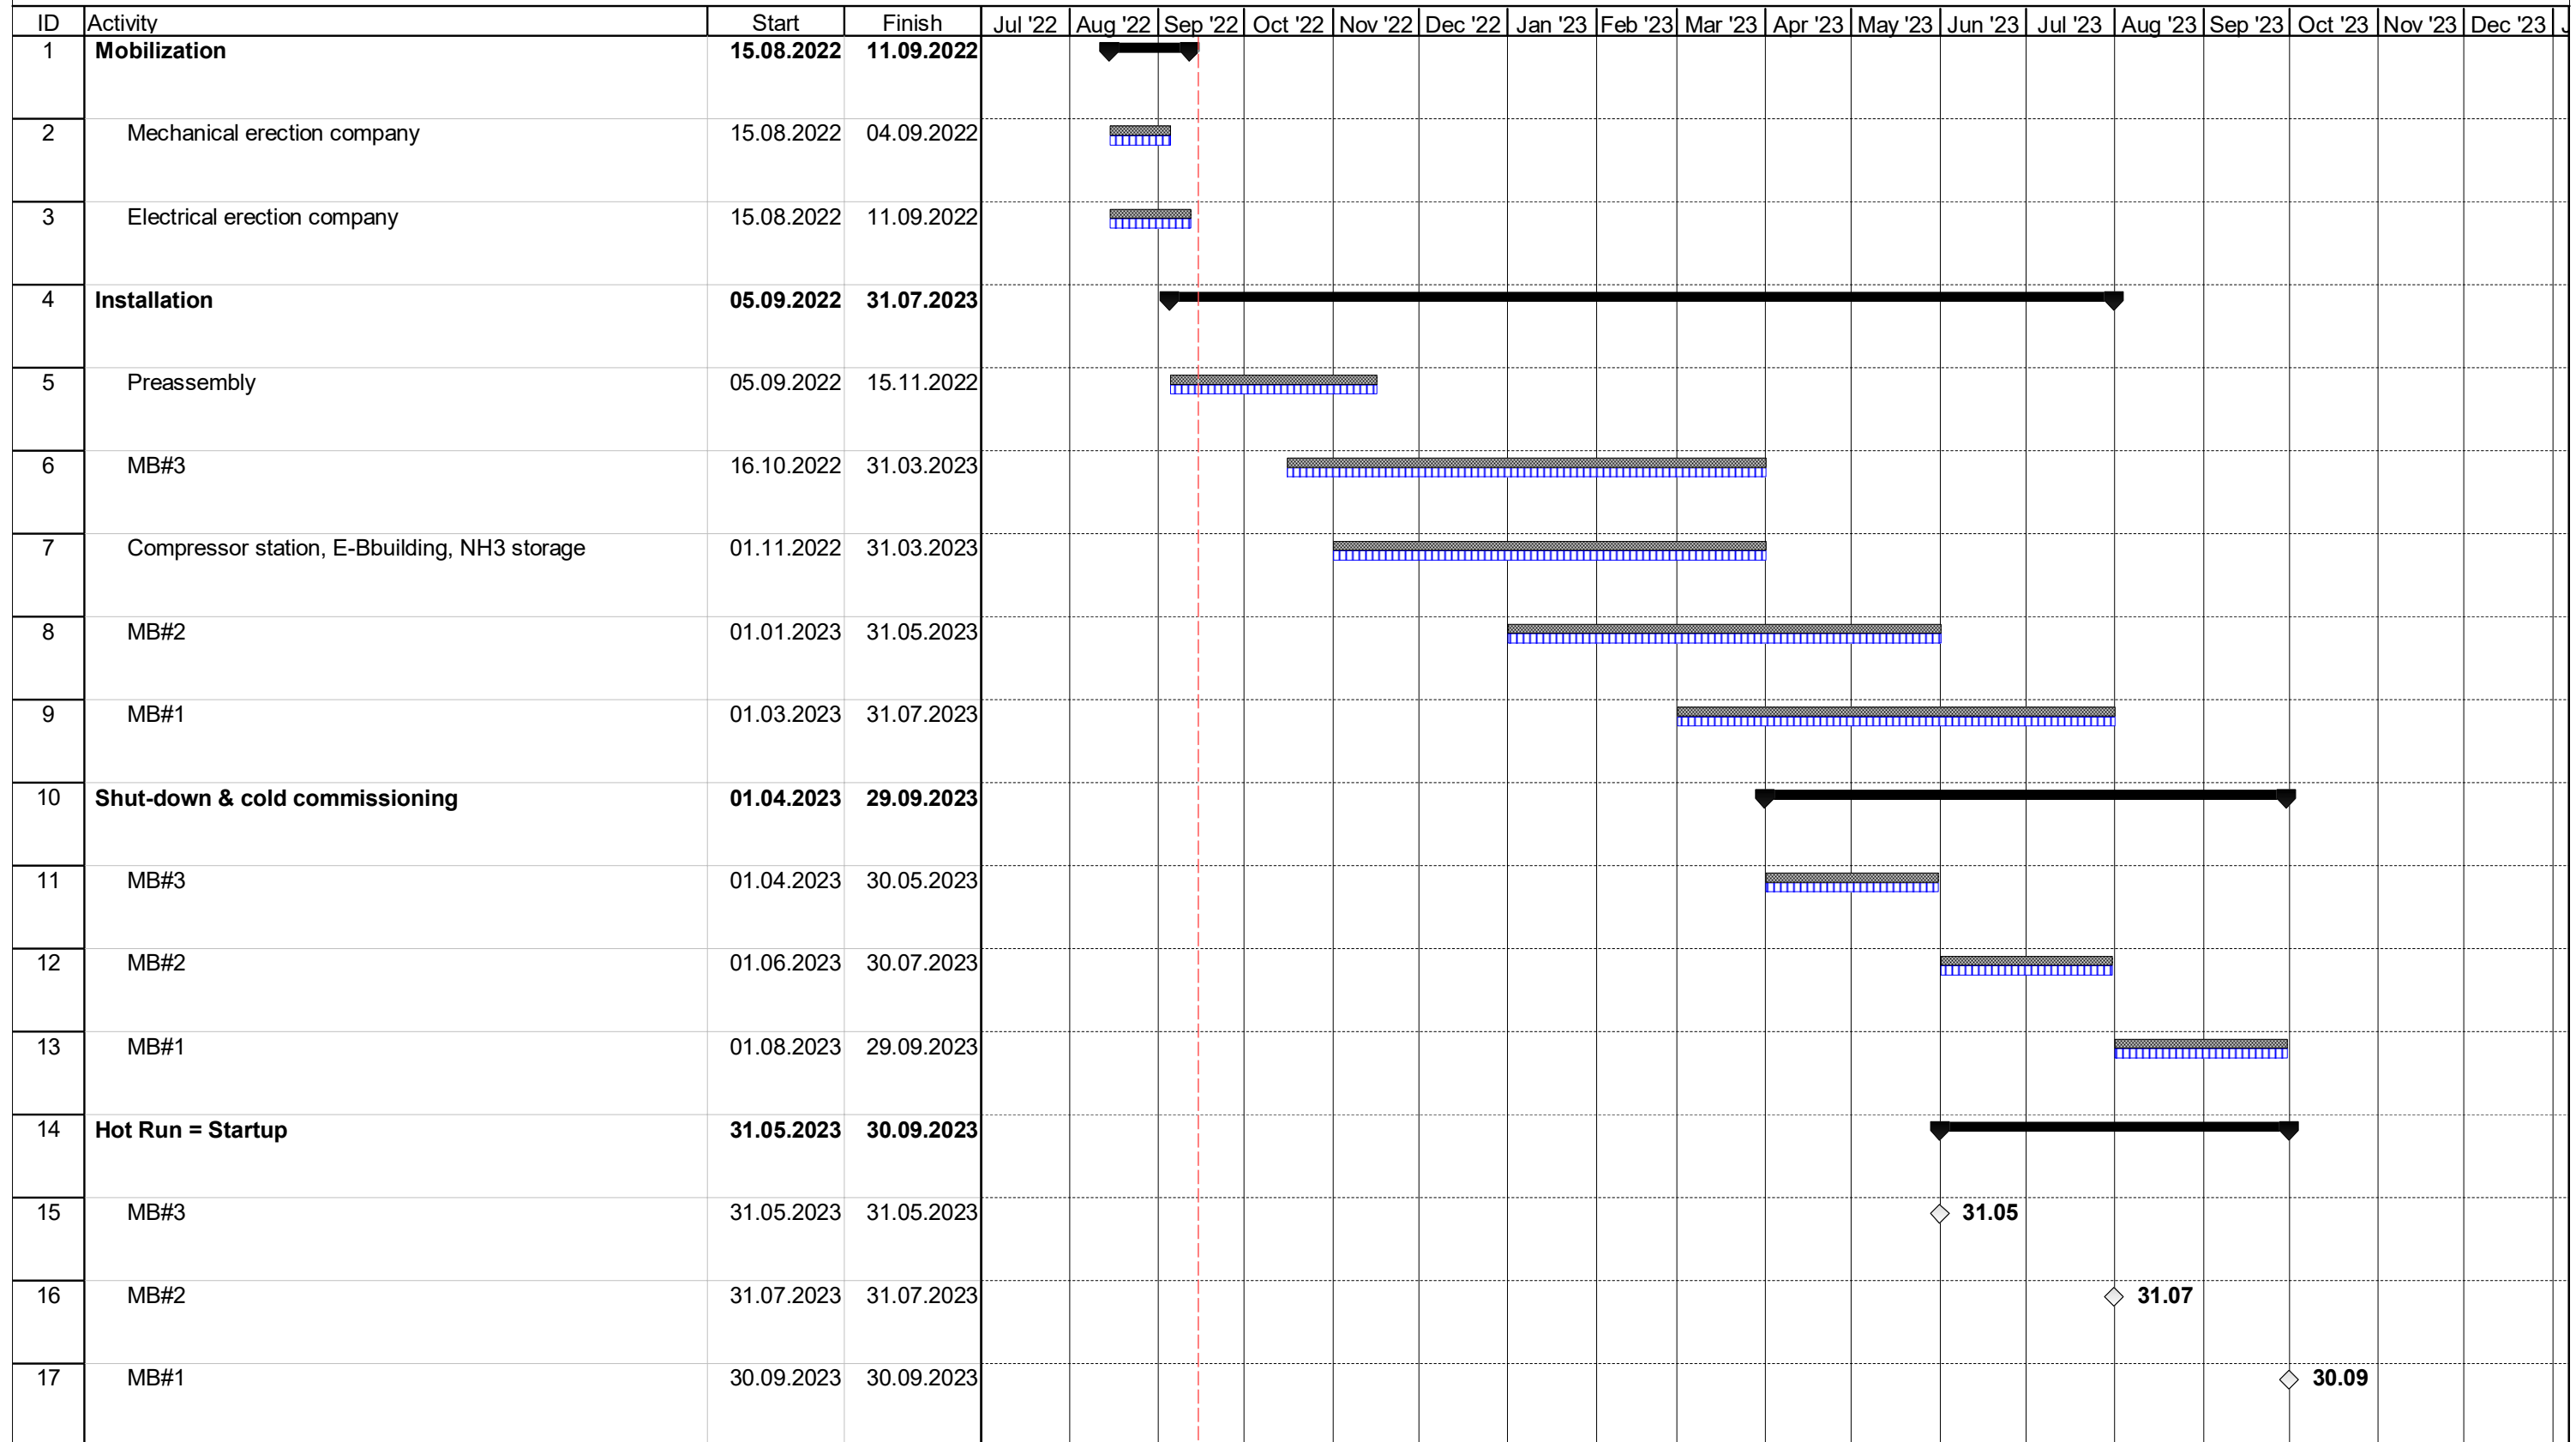 ID Activity Start Finish Jul '22 Aug '22 Sep '22 Oct '22 Nov '22 Dec '22 Jan '23 Feb '23 Mar '23 Apr '23 May '23 Jun '23 Jul '23 Aug '23 Sep '23 Oct '23 Nov '23 Dec '23
1 Mobilization 15.08.2022 11.09.2022
2 Mechanical erection company 15.08.2022 04.09.2022
3 Electrical erection company 15.08.2022 11.09.2022
4 Installation 05.09.2022 31.07.2023
5 Preassembly 05.09.2022 15.11.2022
6 MB#3 16.10.2022 31.03.2023
7 Compressor station, E-Bbuilding, NH3 storage 01.11.2022 31.03.2023
8 MB#2 01.01.2023 31.05.2023
9 MB#1 01.03.2023 31.07.2023
10 Shut-down & cold commissioning 01.04.2023 29.09.2023
11 MB#3 01.04.2023 30.05.2023
12 MB#2 01.06.2023 30.07.2023
13 MB#1 01.08.2023 29.09.2023
14 Hot Run = Startup 31.05.2023 30.09.2023
15 MB#3 31.05.2023 31.05.2023 31.05
16 MB#2 31.07.2023 31.07.2023 31.07
17 MB#1 30.09.2023 30.09.2023 30.09